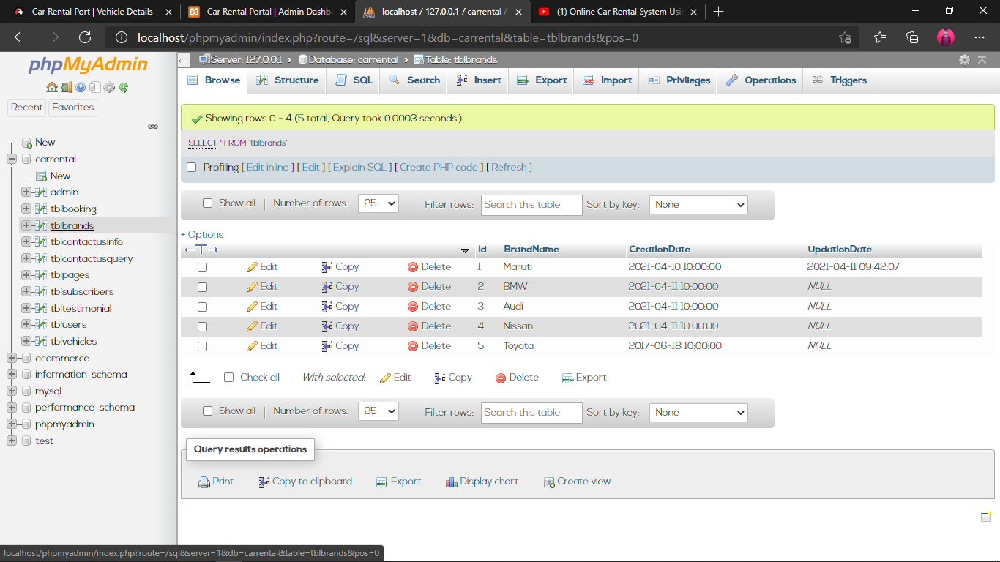 Car Rental Port | Vehicle Details
Car Rental Portal | Admin Dashbo
localhost / 127.0.0.1 / carrental /
(1) Online Car Rental System Usi
localhost/phpmyadmin/index.php?route=/sql&server=1&db=carrental&table=tblbrands&pos=0
phpMyAdmin
Recent Favorites
New
carrental
New
admin
tblbooking
tblbrands
tblcontactusinfo
tblcontactusquery
tblpages
tblsubscribers
tbltestimonial
tblusers
tblvehicles
ecommerce
information_schema
mysql
performance_schema
phpmyadmin
test
Server: 127.0.0.1 › Database: carrental › Table: tblbrands
Browse Structure SQL Search Insert Export Import Privileges Operations Triggers
Showing rows 0 - 4 (5 total, Query took 0.0003 seconds.)
SELECT * FROM `tblbrands`
Profiling [ Edit inline ] [ Edit ] [ Explain SQL ] [ Create PHP code ] [ Refresh ]
Show all | Number of rows: 25 Filter rows: Search this table Sort by key: None
+ Options
←T→ id BrandName CreationDate UpdationDate
Edit Copy Delete 1 Maruti 2021-04-10 10:00:00 2021-04-11 09:42:07
Edit Copy Delete 2 BMW 2021-04-11 10:00:00 NULL
Edit Copy Delete 3 Audi 2021-04-11 10:00:00 NULL
Edit Copy Delete 4 Nissan 2021-04-11 10:00:00 NULL
Edit Copy Delete 5 Toyota 2017-06-18 10:00:00 NULL
Check all With selected: Edit Copy Delete Export
Show all | Number of rows: 25 Filter rows: Search this table Sort by key: None
Query results operations
Print Copy to clipboard Export Display chart Create view
localhost/phpmyadmin/index.php?route=/sql&server=1&db=carrental&table=tblbrands&pos=0